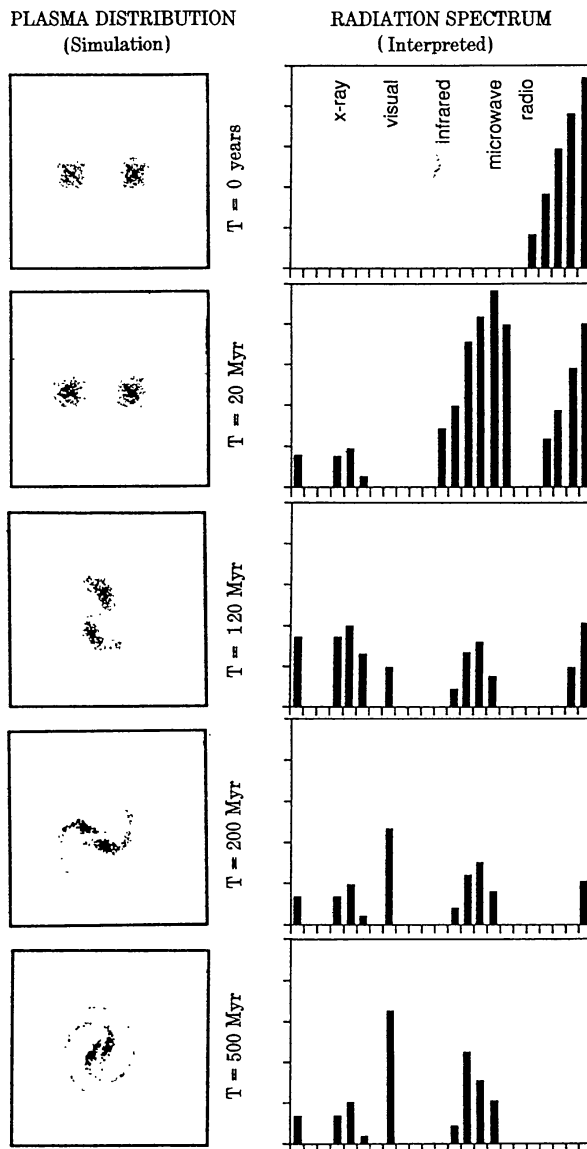 PLASMA DISTRIBUTION
(Simulation)
RADIATION SPECTRUM
( Interpreted)
T = 0 years
x-ray
visual
infrared
microwave
radio
T = 20 Myr
T = 120 Myr
T = 200 Myr
T = 500 Myr